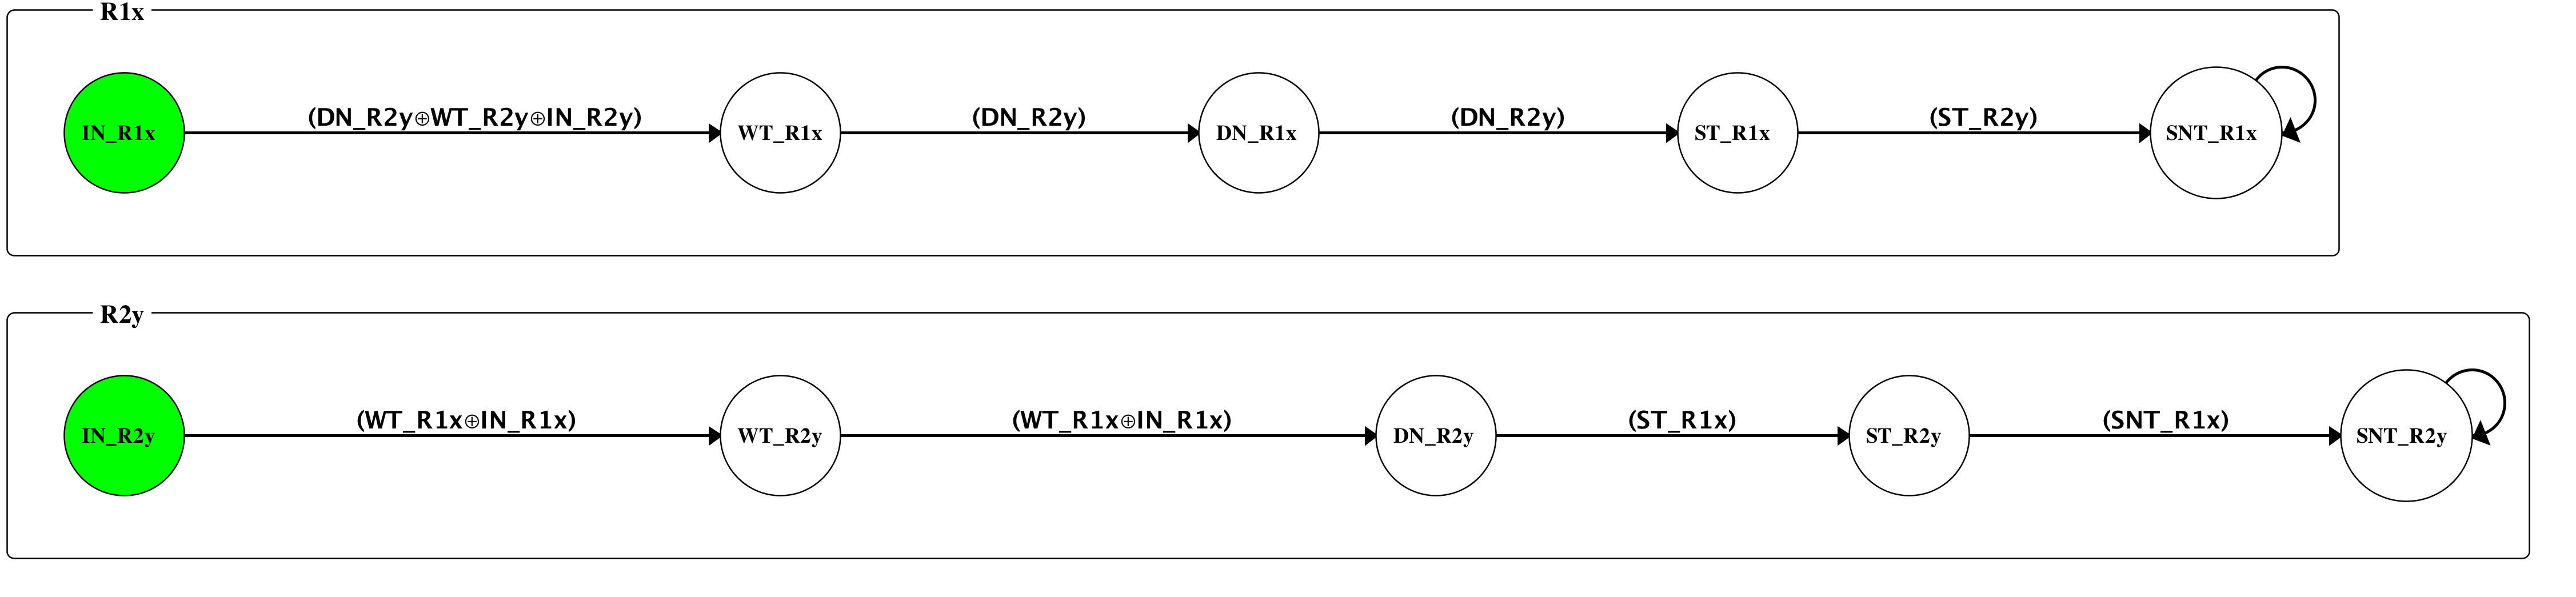 R1x
(DN_R2y⊕WT_R2y⊕IN_R2y) (DN_R2y) (DN_R2y) (ST_R2y)
IN_R1x WT_R1x DN_R1x ST_R1x SNT_R1x
R2y
(WT_R1x⊕IN_R1x) (WT_R1x⊕IN_R1x) (ST_R1x) (SNT_R1x)
IN_R2y WT_R2y DN_R2y ST_R2y SNT_R2y